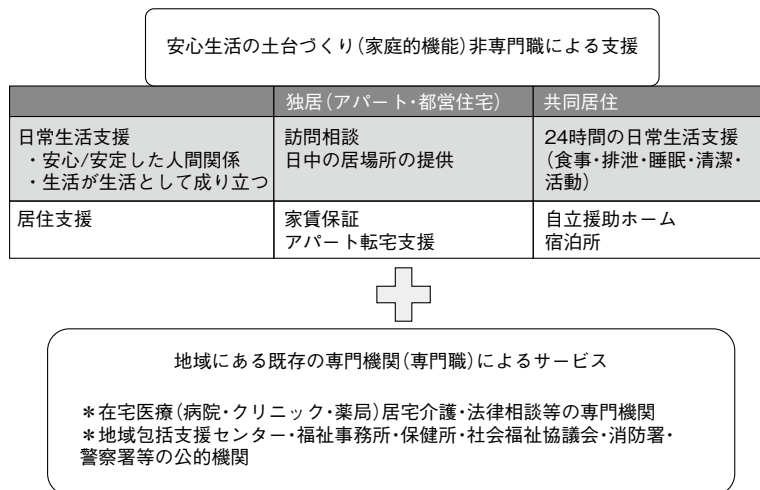 安心生活の土台づくり(家庭的機能)非専門職による支援
独居(アパート・都営住宅) 共同居住
日常生活支援
・安心/安定した人間関係
・生活が生活として成り立つ
訪問相談
日中の居場所の提供
24時間の日常生活支援
(食事・排泄・睡眠・清潔・
活動)
居住支援
家賃保証
アパート転宅支援
自立援助ホーム
宿泊所
地域にある既存の専門機関(専門職)によるサービス
＊在宅医療(病院・クリニック・薬局)居宅介護・法律相談等の専門機関
＊地域包括支援センター・福祉事務所・保健所・社会福祉協議会・消防署・
警察署等の公的機関